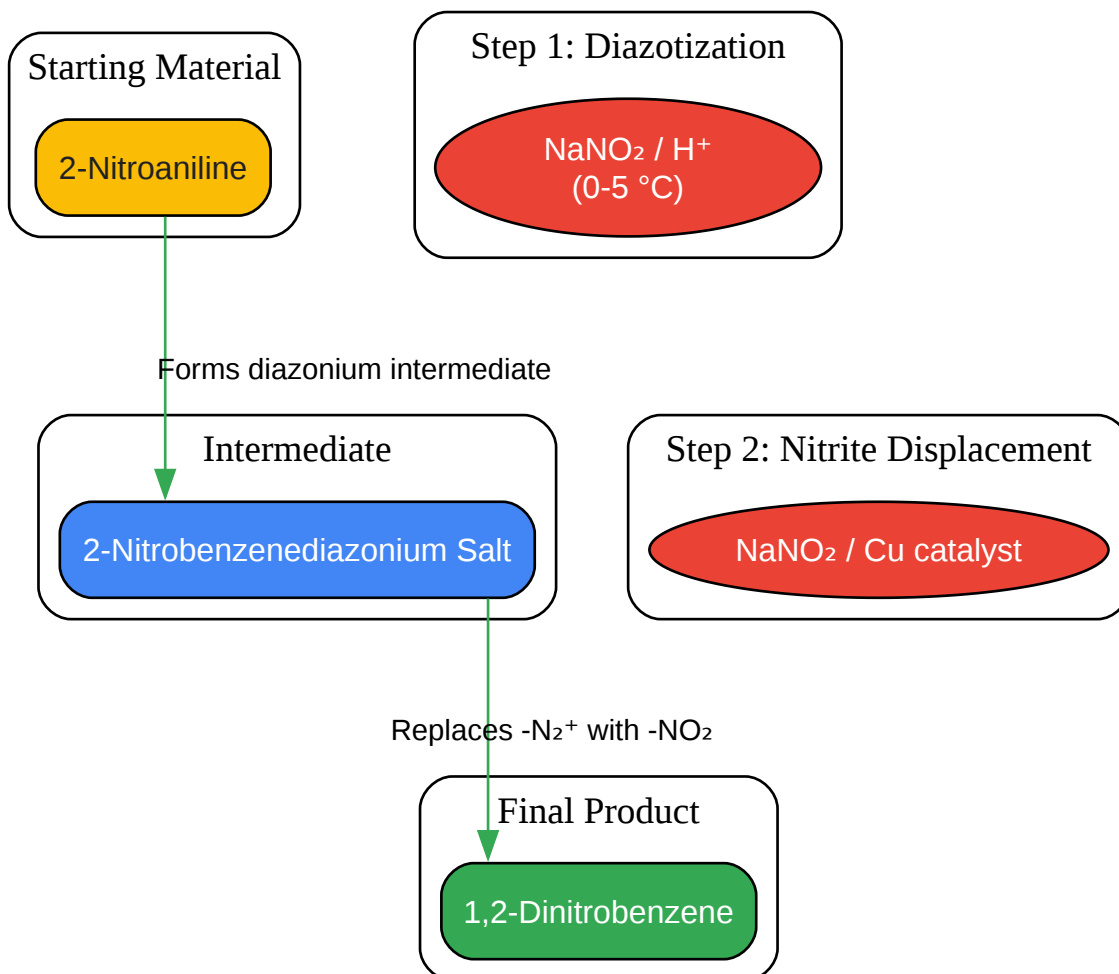 Starting Material
2-Nitroaniline
Step 1: Diazotization
NaNO₂ / H⁺
(0-5 °C)
Forms diazonium intermediate
Intermediate
2-Nitrobenzenediazonium Salt
Step 2: Nitrite Displacement
NaNO₂ / Cu catalyst
Replaces -N₂⁺ with -NO₂
Final Product
1,2-Dinitrobenzene